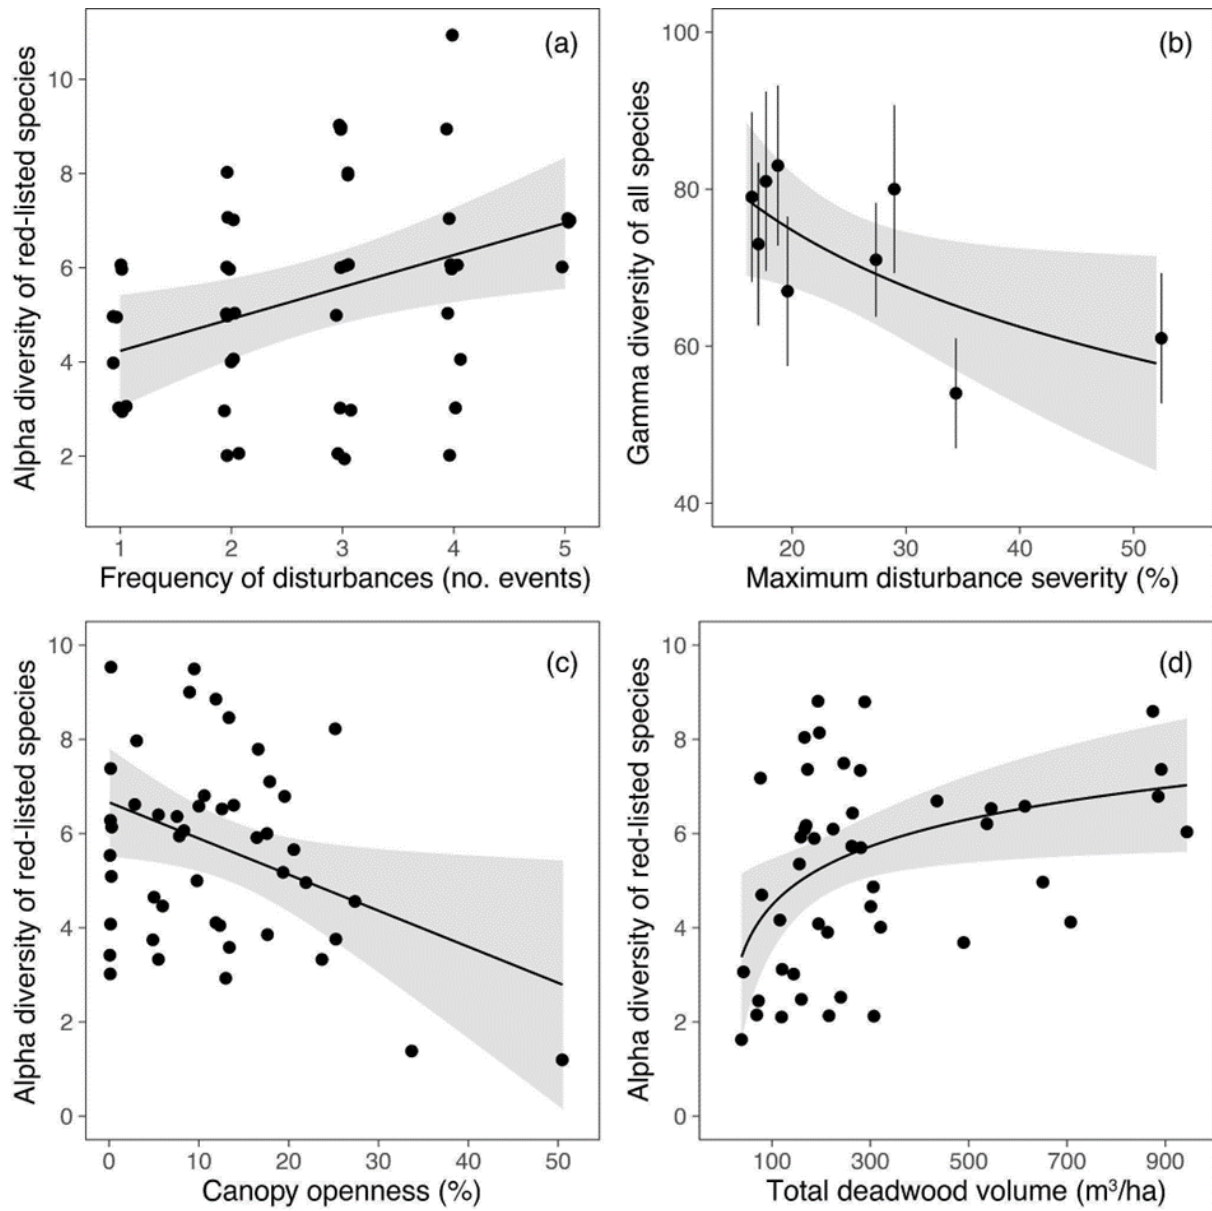 (a)
Alpha diversity of red-listed species
10
8
6
4
2
1 2 3 4 5
Frequency of disturbances (no. events)
(b)
Gamma diversity of all species
100
80
60
40
20 30 40 50
Maximum disturbance severity (%)
(c)
Alpha diversity of red-listed species
10
8
6
4
2
0
0 10 20 30 40 50
Canopy openness (%)
(d)
Alpha diversity of red-listed species
10
8
6
4
2
0
100 300 500 700 900
Total deadwood volume (m³/ha)